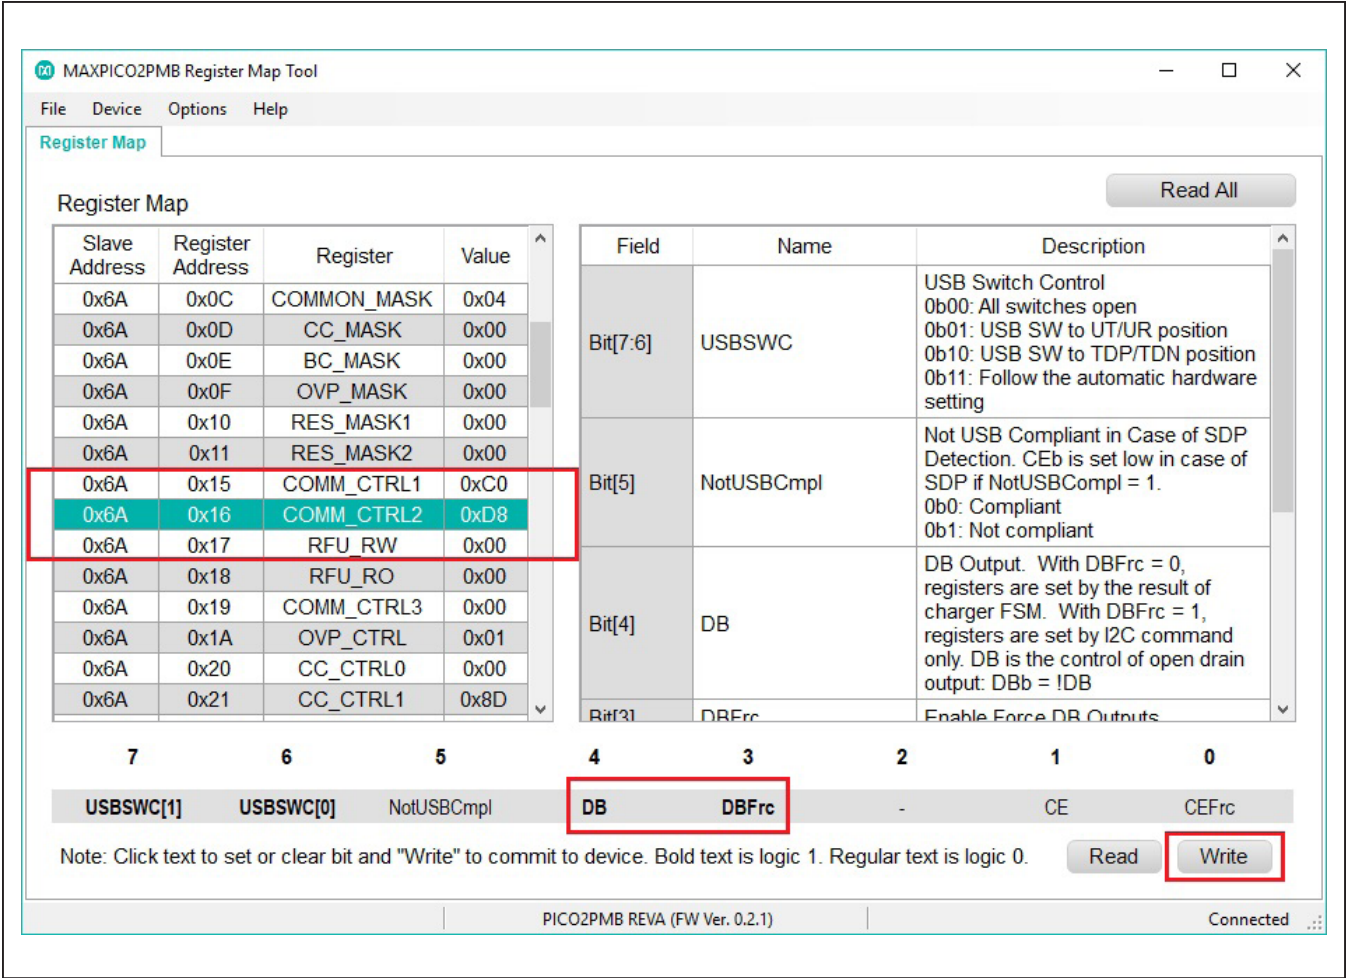 MAXPICO2PMB Register Map Tool
File Device Options Help
Register Map
Read All
Register Map
Slave Address Register Address Register Value
0x6A 0x0C COMMON_MASK 0x04
0x6A 0x0D CC_MASK 0x00
0x6A 0x0E BC_MASK 0x00
0x6A 0x0F OVP_MASK 0x00
0x6A 0x10 RES_MASK1 0x00
0x6A 0x11 RES_MASK2 0x00
0x6A 0x15 COMM_CTRL1 0xC0
0x6A 0x16 COMM_CTRL2 0xD8
0x6A 0x17 RFU_RW 0x00
0x6A 0x18 RFU_RO 0x00
0x6A 0x19 COMM_CTRL3 0x00
0x6A 0x1A OVP_CTRL 0x01
0x6A 0x20 CC_CTRL0 0x00
0x6A 0x21 CC_CTRL1 0x8D
Field Name Description
Bit[7:6] USBSWC
USB Switch Control
0b00: All switches open
0b01: USB SW to UT/UR position
0b10: USB SW to TDP/TDN position
0b11: Follow the automatic hardware
setting
Bit[5] NotUSBCmpl
Not USB Compliant in Case of SDP
Detection. CEb is set low in case of
SDP if NotUSBCompl = 1.
0b0: Compliant
0b1: Not compliant
Bit[4] DB
DB Output. With DBFrc = 0,
registers are set by the result of
charger FSM. With DBFrc = 1,
registers are set by I2C command
only. DB is the control of open drain
output: DBb = !DB
Bit[3] DBFrc Enable Force DB Outputs
7 6 5 4 3 2 1 0
USBSWC[1] USBSWC[0] NotUSBCmpl DB DBFrc - CE CEFrc
Note: Click text to set or clear bit and "Write" to commit to device. Bold text is logic 1. Regular text is logic 0. Read Write
PICO2PMB REVA (FW Ver. 0.2.1) Connected